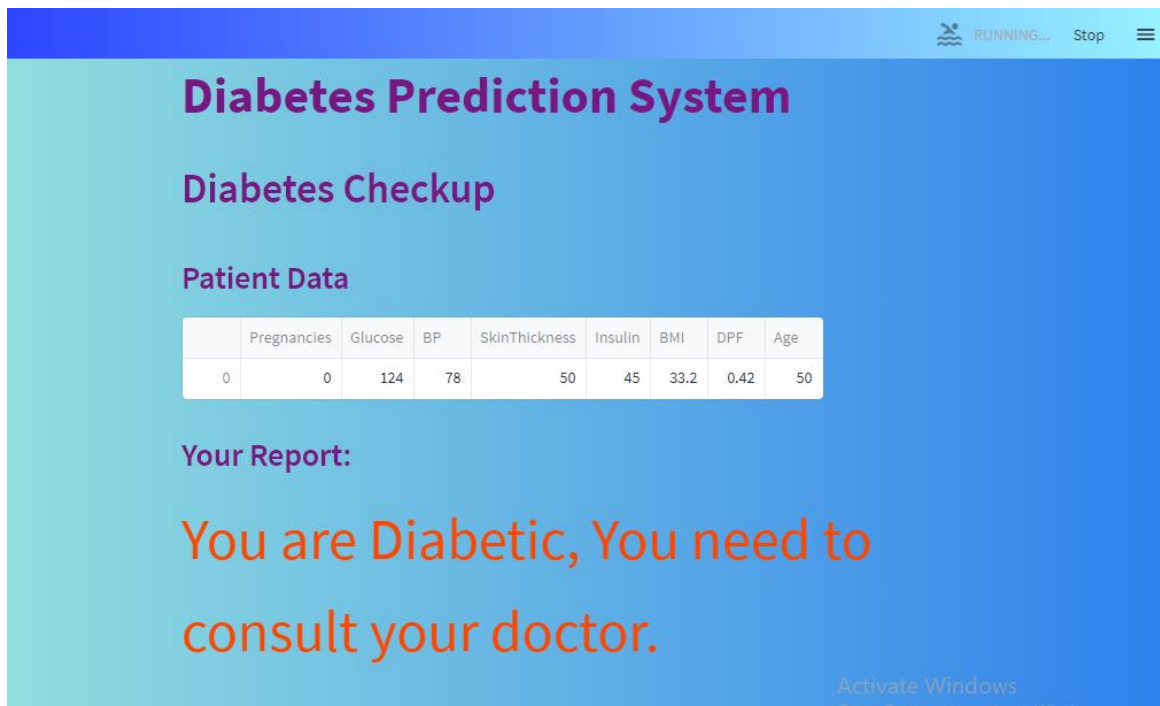 RUNNING... Stop
Diabetes Prediction System
Diabetes Checkup
Patient Data
Pregnancies Glucose BP SkinThickness Insulin BMI DPF Age
0 0 124 78 50 45 33.2 0.42 50
Your Report:
You are Diabetic, You need to
consult your doctor.
Activate Windows